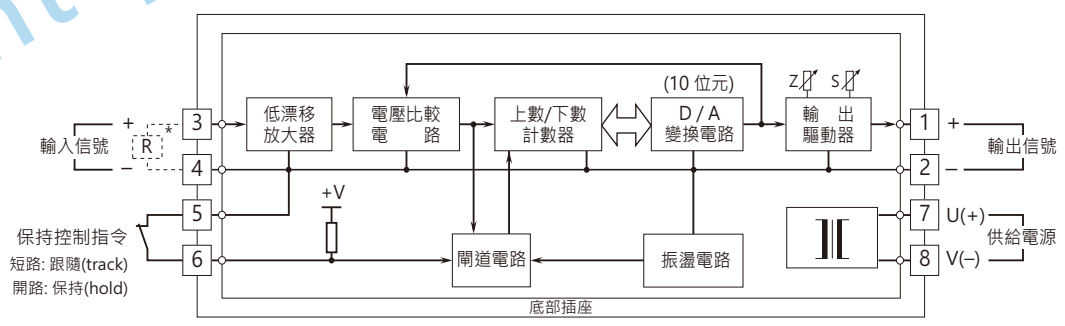 (10 位元)
Z
S
低漂移
放大器
電壓比較
電 路
上數/下數
計數器
D / A
變換電路
輸 出
驅動器
3
+
*
輸入信號
R
–
4
1
+
輸出信號
2
–
5
+V
保持控制指令
6
短路: 跟隨(track)
開路: 保持(hold)
閘道電路
振盪電路
7
U(+)
供給電源
8
V(–)
底部插座